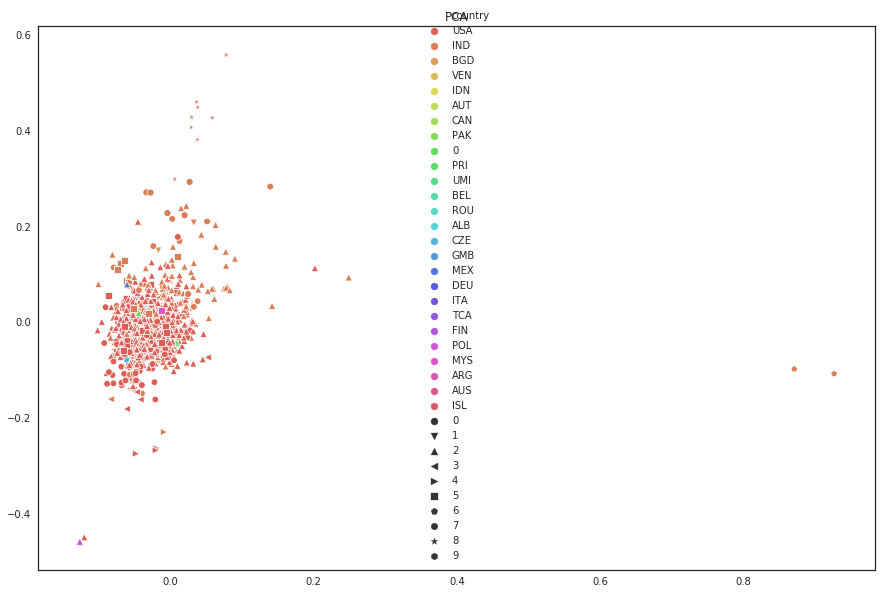 PCA
country
USA
IND
BGD
VEN
IDN
AUT
CAN
PAK
0
PRI
UMI
BEL
ROU
ALB
CZE
GMB
MEX
DEU
ITA
TCA
FIN
POL
MYS
ARG
AUS
ISL
0
1
2
3
4
5
6
7
8
9
0.6
0.4
0.2
0.0
−0.2
−0.4
0.0 0.2 0.4 0.6 0.8